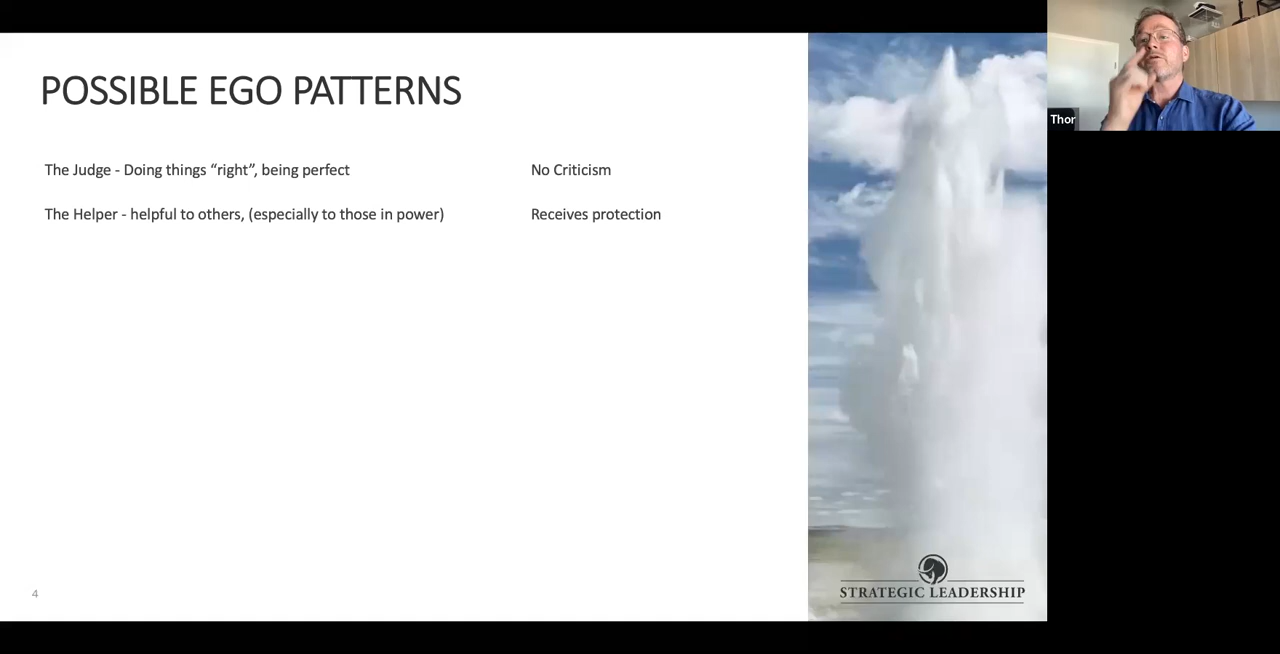 POSSIBLE EGO PATTERNS
Thor
The Judge - Doing things “right”, being perfect
No Criticism
The Helper - helpful to others, (especially to those in power)
Receives protection
4
STRATEGIC LEADERSHIP